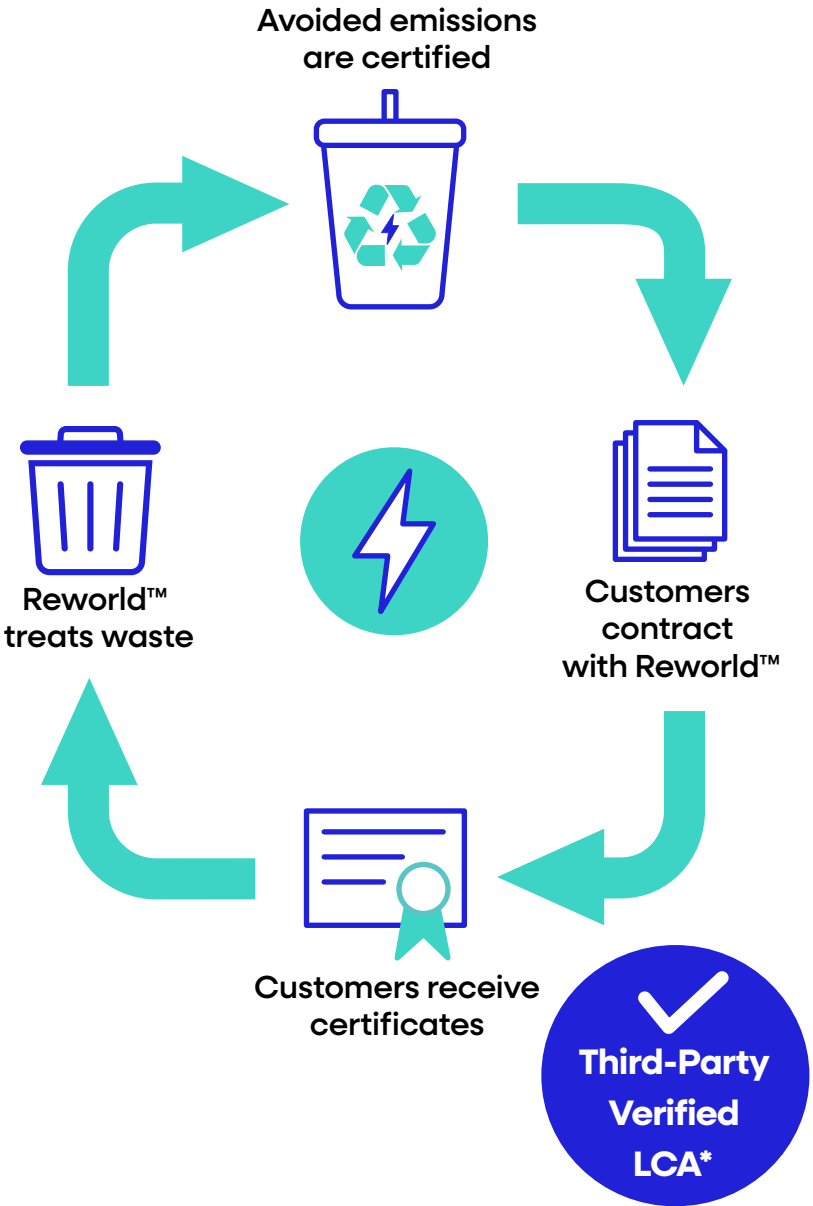 Avoided emissions
are certified
Reworld™
treats waste
Customers
contract
with Reworld™
Customers receive
certificates
Third-Party
Verified
LCA*